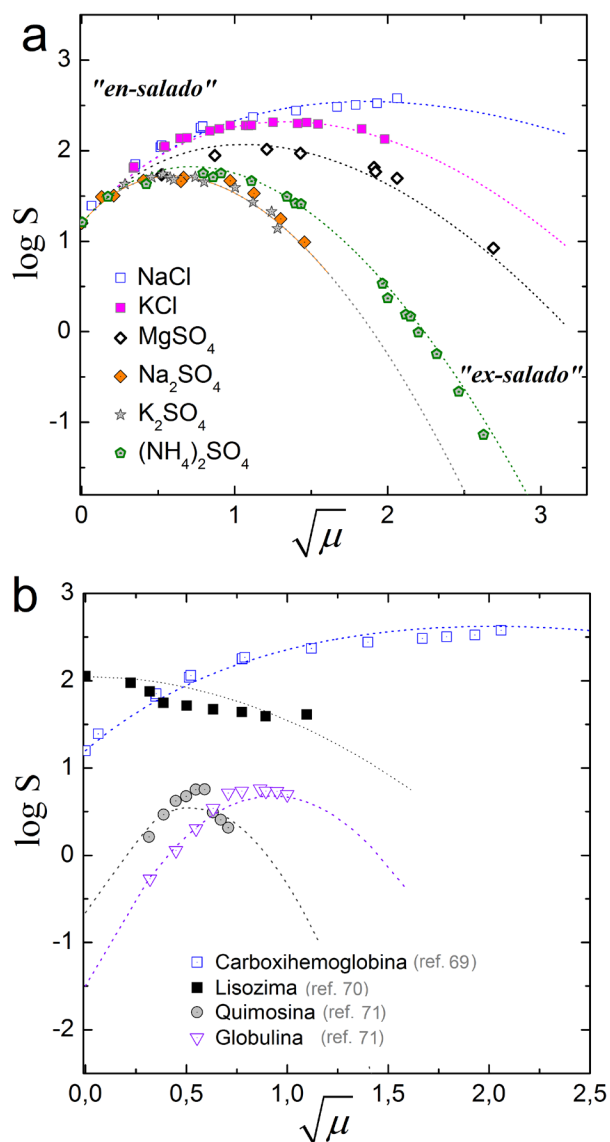 a
3
"en-salado"
2
1
0
-1
log S
NaCl
KCl
MgSO₄
Na₂SO₄
K₂SO₄
(NH₄)₂SO₄
"ex-salado"
0 1 2 3
√μ
b
3
2
1
0
-1
-2
log S
Carboxihemoglobina (ref. 69)
Lisozima (ref. 70)
Quimosina (ref. 71)
Globulina (ref. 71)
0,0 0,5 1,0 1,5 2,0 2,5
√μ